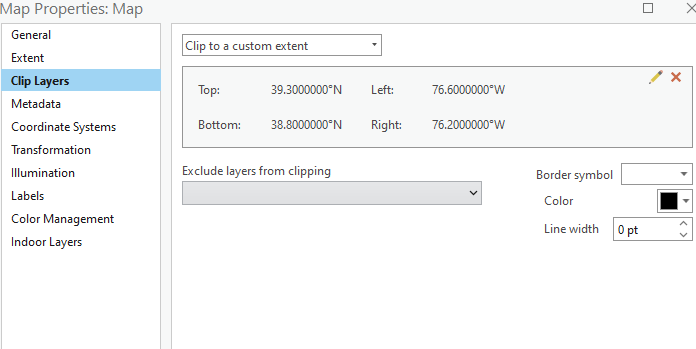 Map Properties: Map
General
Extent
Clip Layers
Metadata
Coordinate Systems
Transformation
Illumination
Labels
Color Management
Indoor Layers
Clip to a custom extent
Top: 39.3000000°N Left: 76.6000000°W
Bottom: 38.8000000°N Right: 76.2000000°W
Exclude layers from clipping
Border symbol
Color
Line width 0 pt